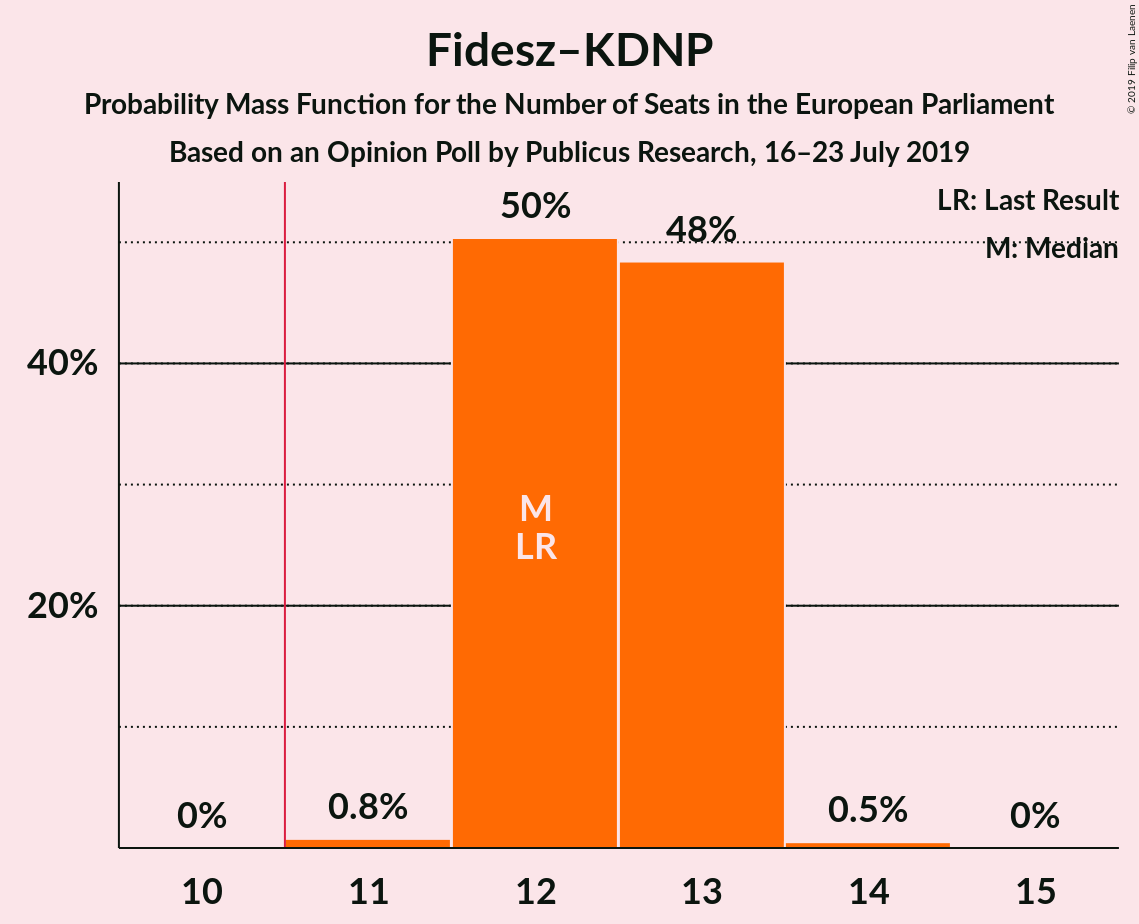 Fidesz–KDNP
Probability Mass Function for the Number of Seats in the European Parliament
Based on an Opinion Poll by Publicus Research, 16–23 July 2019
© 2019 Filip van Laenen
LR: Last Result
M: Median
50%
48%
40%
M
LR
20%
0%
0.8%
0.5%
0%
10
11
12
13
14
15